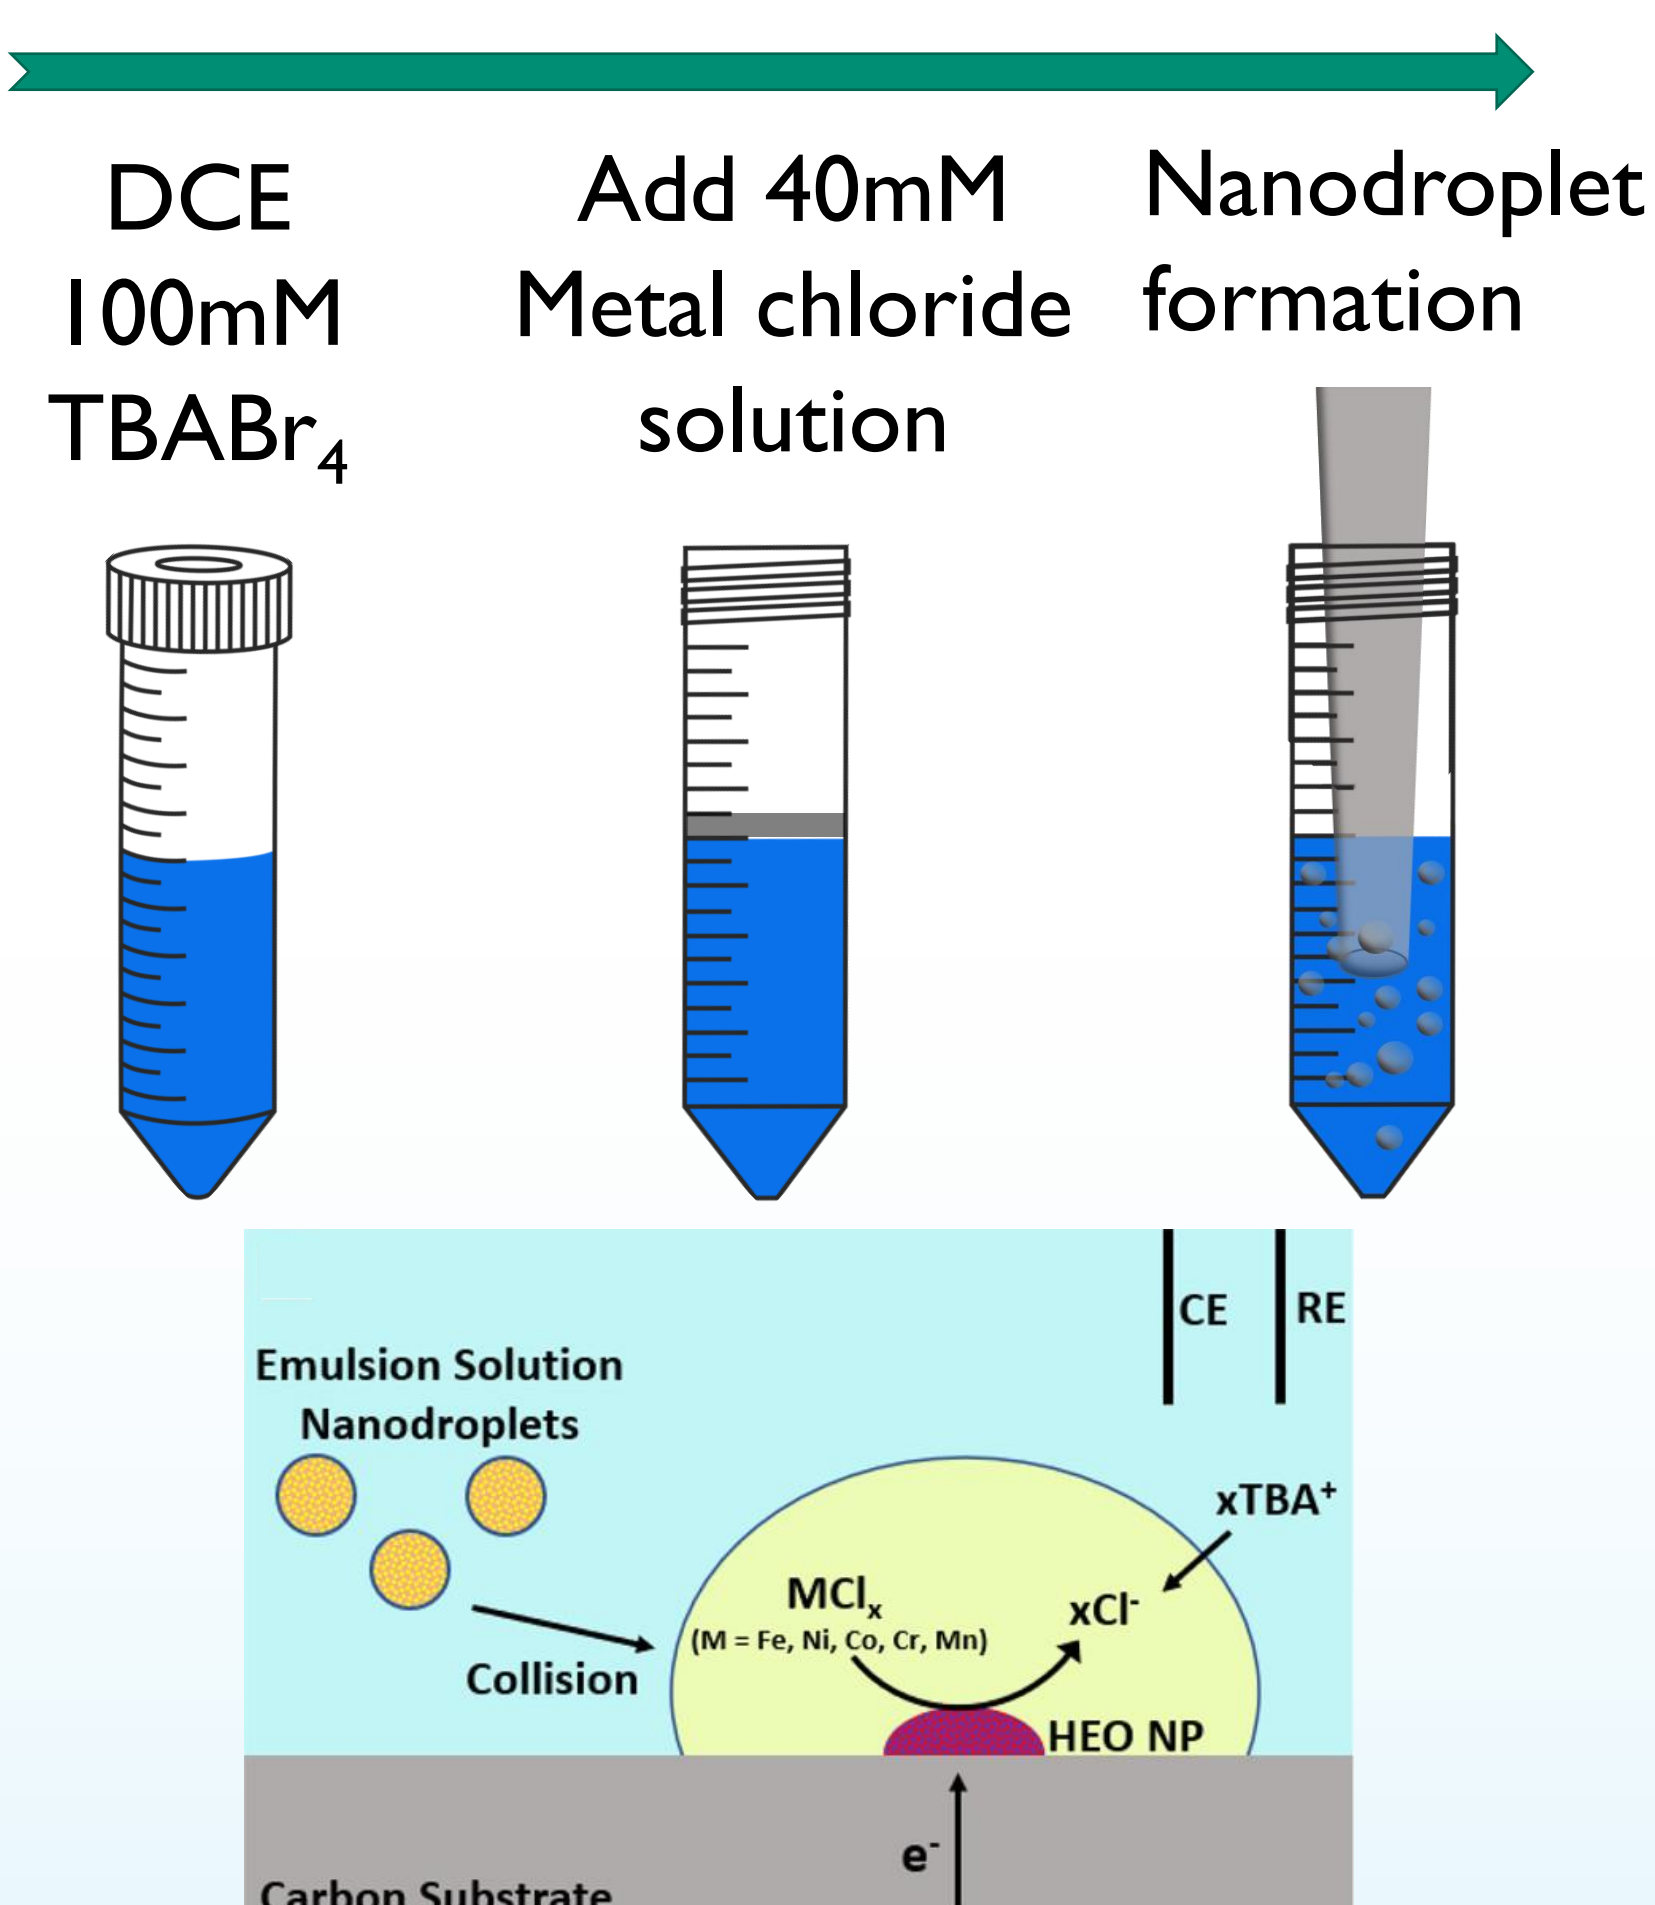 DCE
100mM
TBABr₄
Add 40mM
Metal chloride
solution
Nanodroplet
formation
CE
RE
Emulsion Solution
Nanodroplets
xTBA⁺
MClₓ
xCl⁻
(M = Fe, Ni, Co, Cr, Mn)
Collision
HEO NP
e⁻
Carbon Substrate